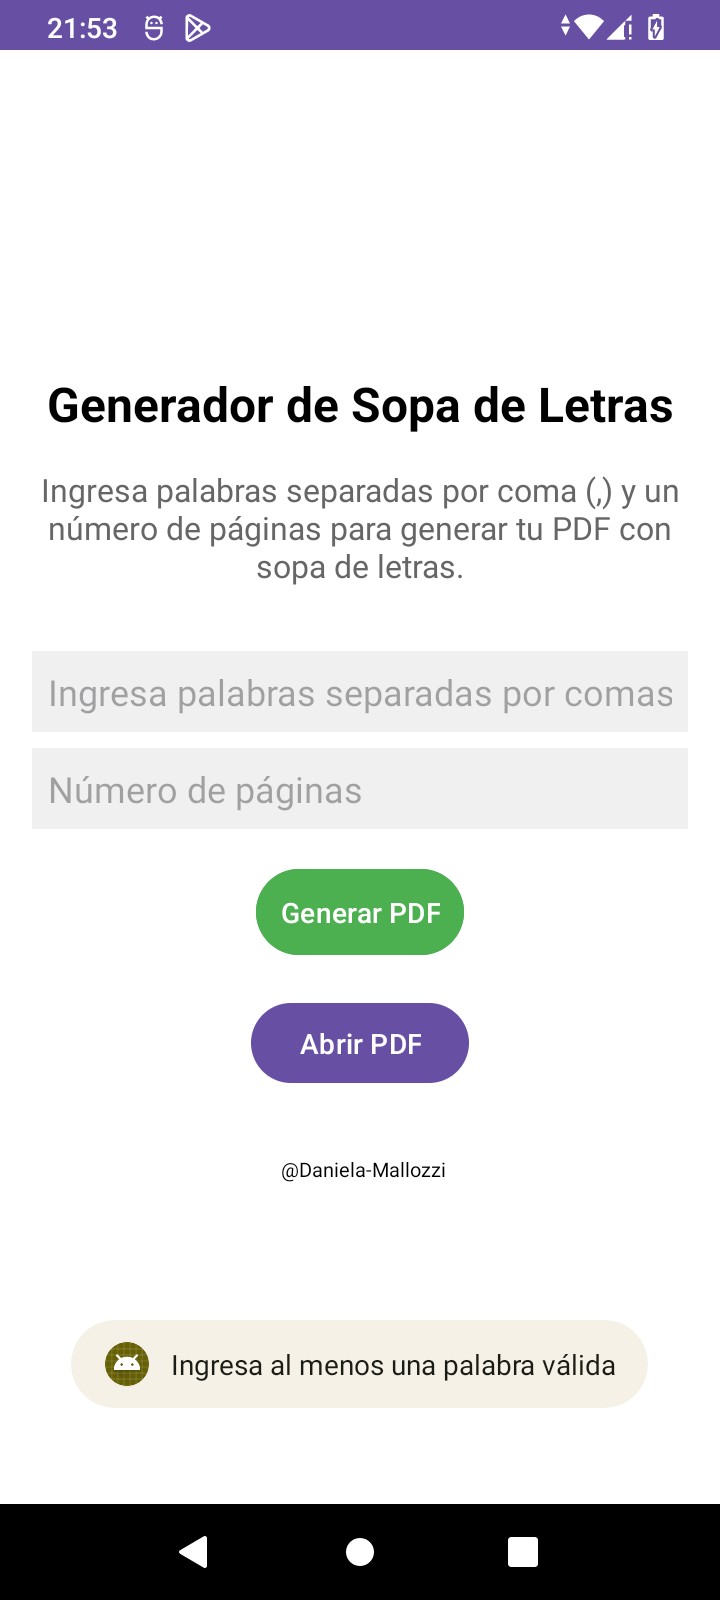 21:53
Generador de Sopa de Letras
Ingresa palabras separadas por coma (,) y un
número de páginas para generar tu PDF con
sopa de letras.
Ingresa palabras separadas por comas
Número de páginas
Generar PDF
Abrir PDF
@Daniela-Mallozzi
Ingresa al menos una palabra válida